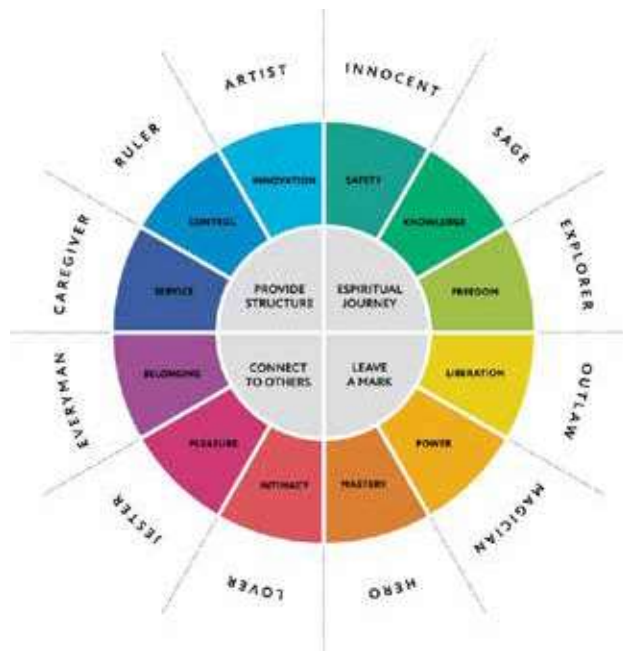 ARTIST
INNOCENT
RULER
SAGE
CAREGIVER
EXPLORER
EVERYMAN
OUTLAW
JESTER
MAGICIAN
LOVER
HERO
INNOVATION
SAFETY
CONTROL
KNOWLEDGE
SERVICE
FREEDOM
BELONGING
LIBERATION
PLEASURE
POWER
INTIMACY
MASTERY
PROVIDE
STRUCTURE
ESPIRITUAL
JOURNEY
CONNECT
TO OTHERS
LEAVE
A MARK